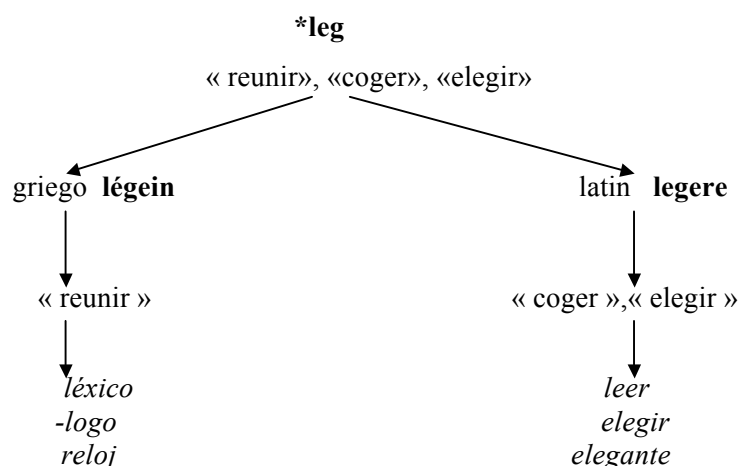 *leg
« reunir», «coger», «elegir»
griego légein
latin legere
« reunir »
« coger »,« elegir »
léxico
leer
-logo
elegir
reloj
elegante